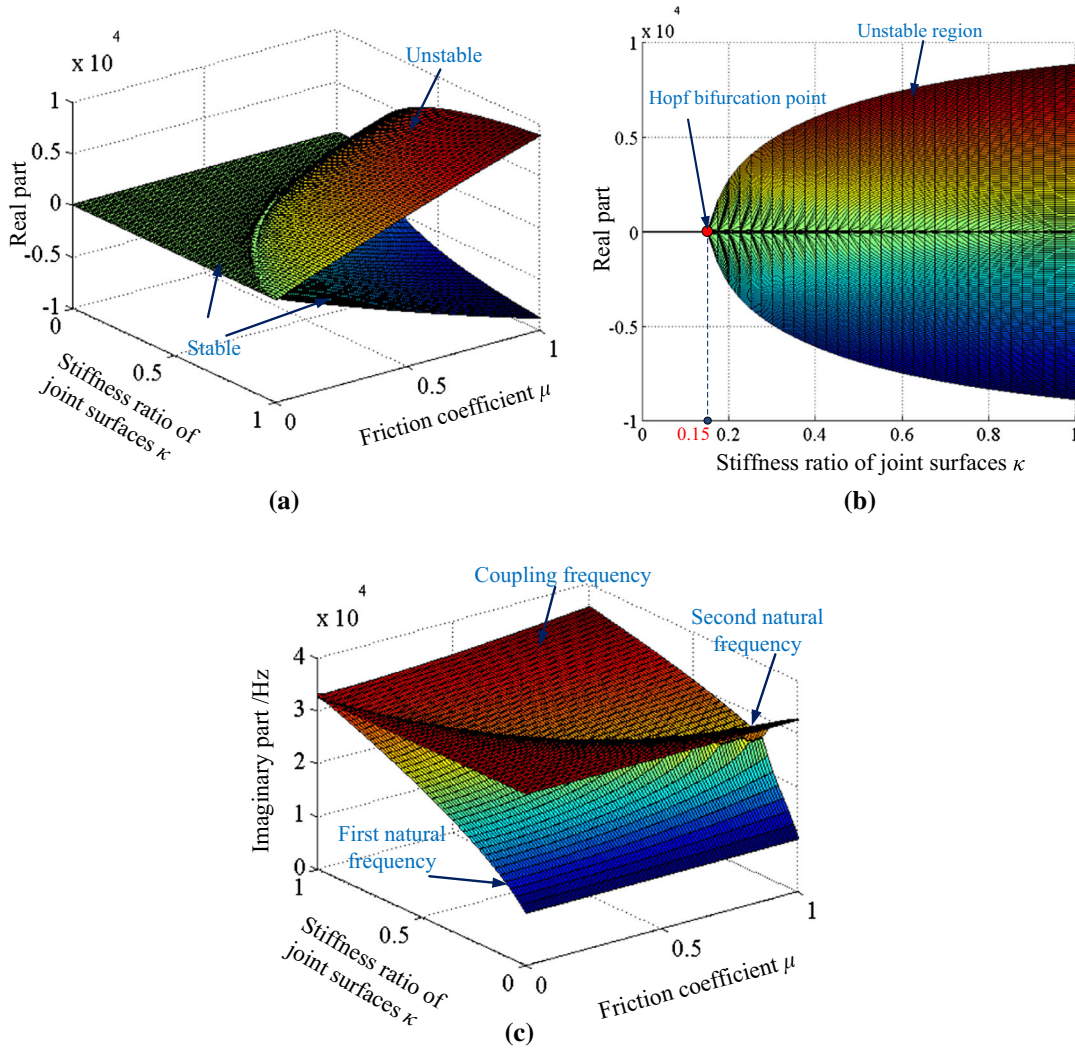 4
x 10
Unstable
1
0.5
0
-0.5
-1
Real part
0
0.5
1
Stable
Stiffness ratio of
joint surfaces κ
0
0.5
1
Friction coefficient μ
(a)
x 10
4
Unstable region
1
Hopf bifurcation point
0.5
0
-0.5
-1
Real part
0
0.15
0.2
0.4
0.6
0.8
1
Stiffness ratio of joint surfaces κ
(b)
4
x 10
Coupling frequency
Second natural
frequency
4
3
2
1
0
Imaginary part /Hz
First natural
frequency
1
0.5
0
Stiffness ratio of
joint surfaces κ
0
0.5
1
Friction coefficient μ
(c)